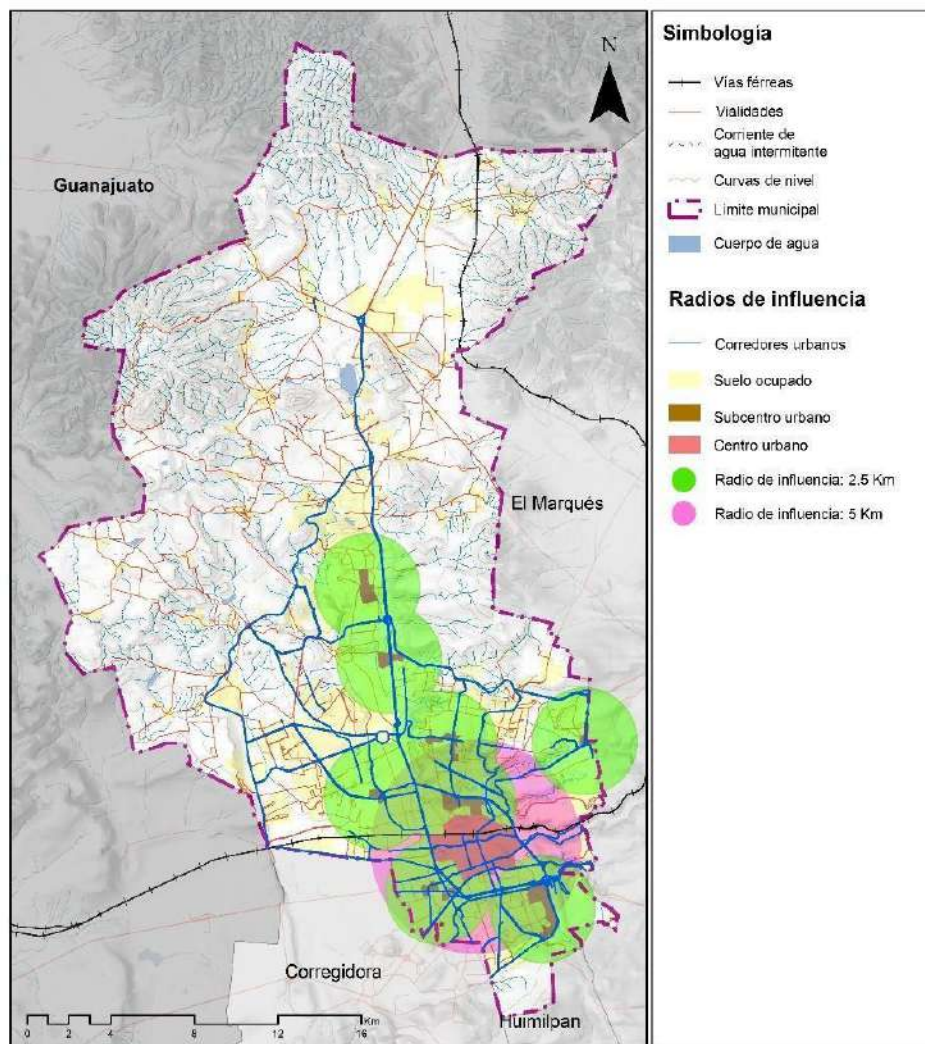 N
Guanajuato
El Marqués
Corregidora
Huimilpan
Km
0 2 4 8 12 16
Simbología
Vías férreas
Vialidades
Corriente de
agua intermitente
Curvas de nivel
Límite municipal
Cuerpo de agua
Radios de influencia
Corredores urbanos
Suelo ocupado
Subcentro urbano
Centro urbano
Radio de influencia: 2.5 Km
Radio de influencia: 5 Km